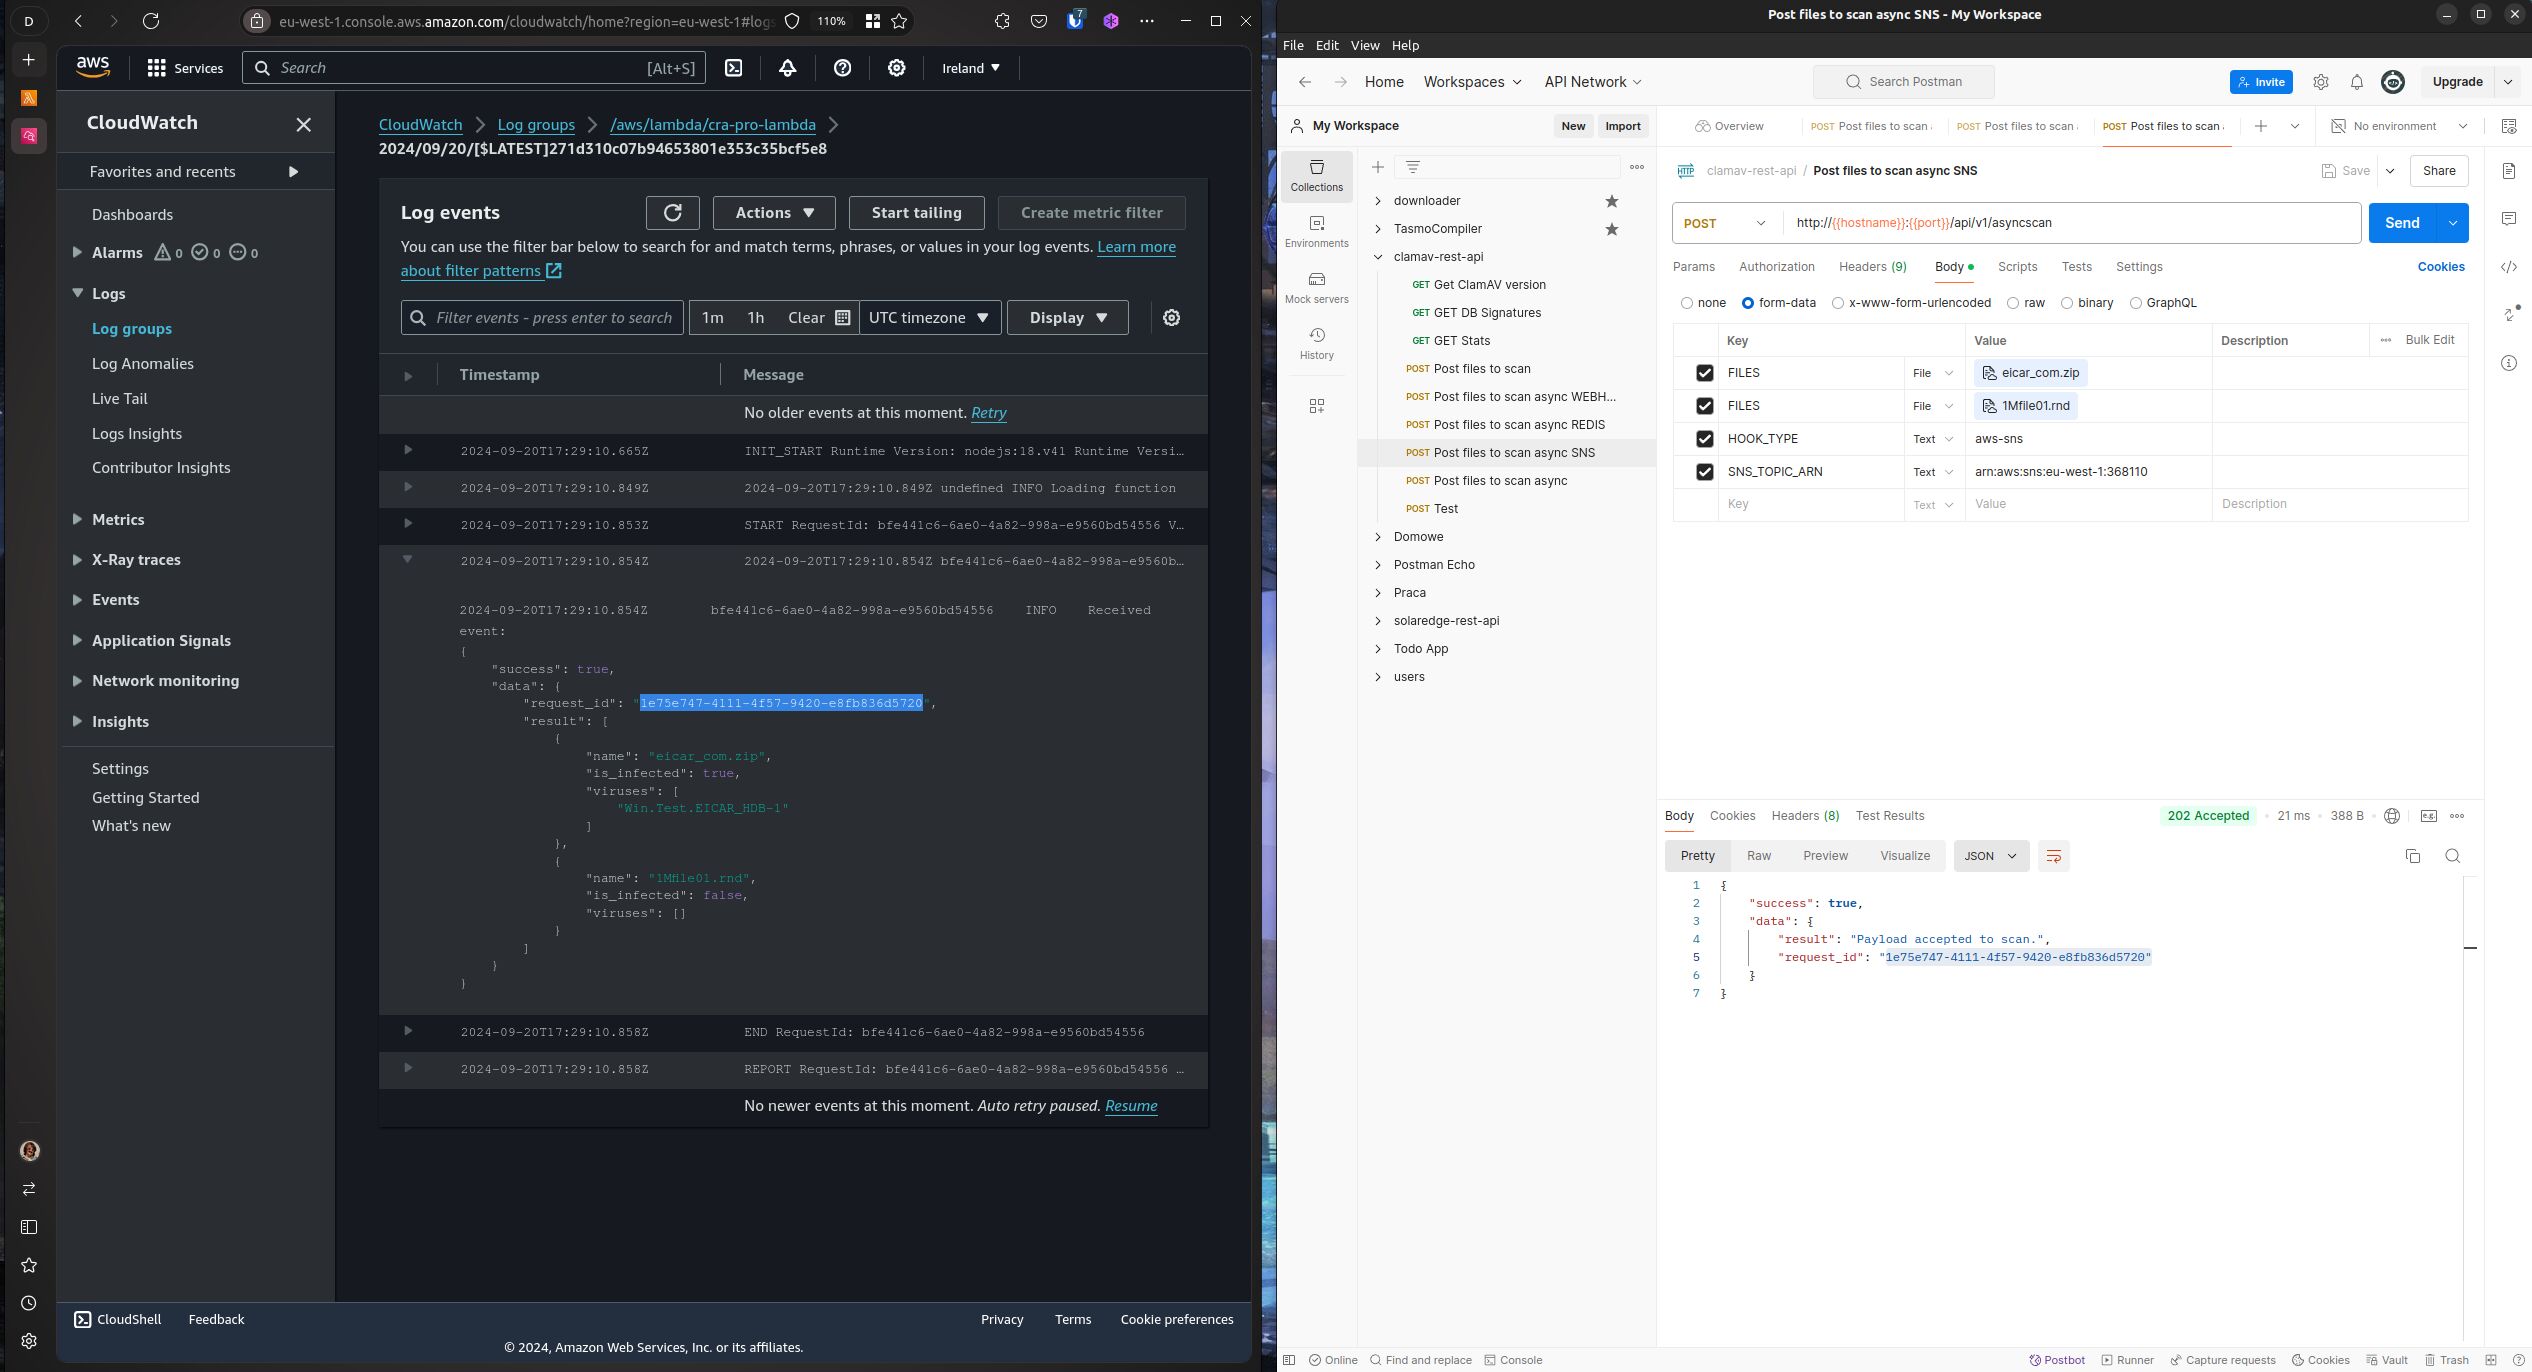 D
eu-west-1.console.aws.amazon.com/cloudwatch/home?region=eu-west-1#logs
110%
7
aws
Services
Search
[Alt+S]
Ireland ▼
CloudWatch
Favorites and recents
Dashboards
Alarms 0 0 0
Logs
Log groups
Log Anomalies
Live Tail
Logs Insights
Contributor Insights
Metrics
X-Ray traces
Events
Application Signals
Network monitoring
Insights
Settings
Getting Started
What's new
CloudWatch > Log groups > /aws/lambda/cra-pro-lambda >
2024/09/20/[$LATEST]271d310c07b94653801e353c35bcf5e8
Log events
Actions ▼
Start tailing
Create metric filter
You can use the filter bar below to search for and match terms, phrases, or values in your log events. Learn more
about filter patterns
Filter events - press enter to search
1m 1h Clear
UTC timezone ▼
Display ▼
Timestamp Message
No older events at this moment. Retry
2024-09-20T17:29:10.665Z INIT_START Runtime Version: nodejs:18.v41 Runtime Versi…
2024-09-20T17:29:10.849Z 2024-09-20T17:29:10.849Z undefined INFO Loading function
2024-09-20T17:29:10.853Z START RequestId: bfe441c6-6ae0-4a82-998a-e9560bd54556 V…
2024-09-20T17:29:10.854Z 2024-09-20T17:29:10.854Z bfe441c6-6ae0-4a82-998a-e9560b…
2024-09-20T17:29:10.854Z bfe441c6-6ae0-4a82-998a-e9560bd54556 INFO Received
event:
{
"success": true,
"data": {
"request_id": "1e75e747-4111-4f57-9420-e8fb836d5720",
"result": [
{
"name": "eicar_com.zip",
"is_infected": true,
"viruses": [
"Win.Test.EICAR_HDB-1"
]
},
{
"name": "1Mfile01.rnd",
"is_infected": false,
"viruses": []
}
]
}
}
2024-09-20T17:29:10.858Z END RequestId: bfe441c6-6ae0-4a82-998a-e9560bd54556
2024-09-20T17:29:10.858Z REPORT RequestId: bfe441c6-6ae0-4a82-998a-e9560bd54556 …
No newer events at this moment. Auto retry paused. Resume
CloudShell Feedback
Privacy Terms Cookie preferences
© 2024, Amazon Web Services, Inc. or its affiliates.
Post files to scan async SNS - My Workspace
File Edit View Help
Home Workspaces API Network
Search Postman
Invite
Upgrade
My Workspace
New Import
Overview
POST Post files to scan
POST Post files to scan
POST Post files to scan
No environment
Collections
Environments
Mock servers
History
downloader
TasmoCompiler
clamav-rest-api
GET Get ClamAV version
GET GET DB Signatures
GET GET Stats
POST Post files to scan
POST Post files to scan async WEBH...
POST Post files to scan async REDIS
POST Post files to scan async SNS
POST Post files to scan async
POST Test
Domowe
Postman Echo
Praca
solaredge-rest-api
Todo App
users
HTTP clamav-rest-api / Post files to scan async SNS
Save
Share
POST
http://{{hostname}}:{{port}}/api/v1/asyncscan
Send
Params Authorization Headers (9) Body Scripts Tests Settings
Cookies
none form-data x-www-form-urlencoded raw binary GraphQL
Key Value Description Bulk Edit
FILES File eicar_com.zip
FILES File 1Mfile01.rnd
HOOK_TYPE Text aws-sns
SNS_TOPIC_ARN Text arn:aws:sns:eu-west-1:368110
Key Text Value Description
Body Cookies Headers (8) Test Results
202 Accepted 21 ms 388 B
e.g.
Pretty Raw Preview Visualize JSON
1 {
2 "success": true,
3 "data": {
4 "result": "Payload accepted to scan.",
5 "request_id": "1e75e747-4111-4f57-9420-e8fb836d5720"
6 }
7 }
Online Find and replace Console
Postbot Runner Capture requests Cookies Vault Trash